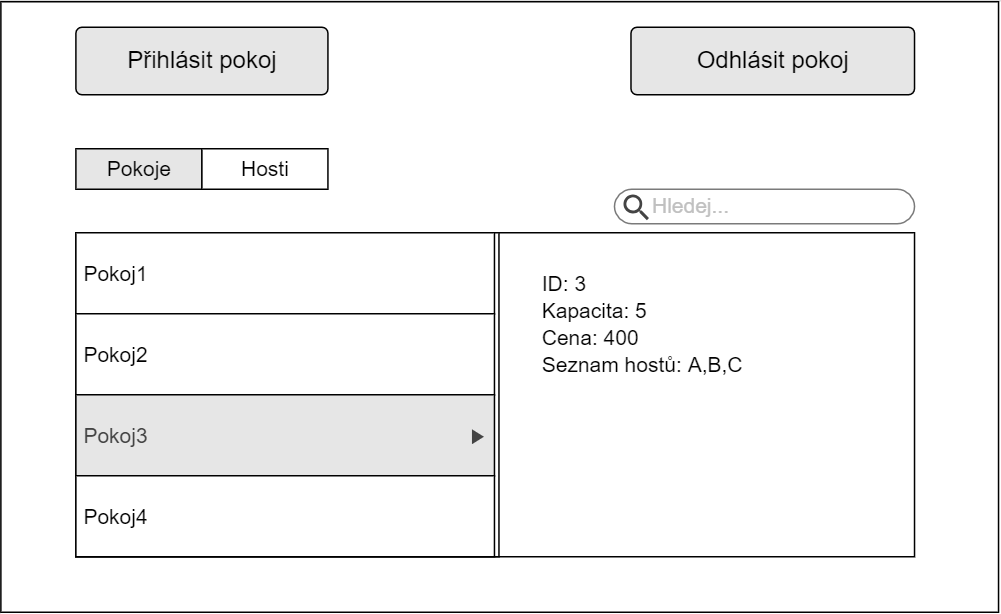 Přihlásit pokoj
Odhlásit pokoj
Pokoje
Hosti
Hledej...
Pokoj1
Pokoj2
Pokoj3
Pokoj4
ID: 3
Kapacita: 5
Cena: 400
Seznam hostů: A,B,C